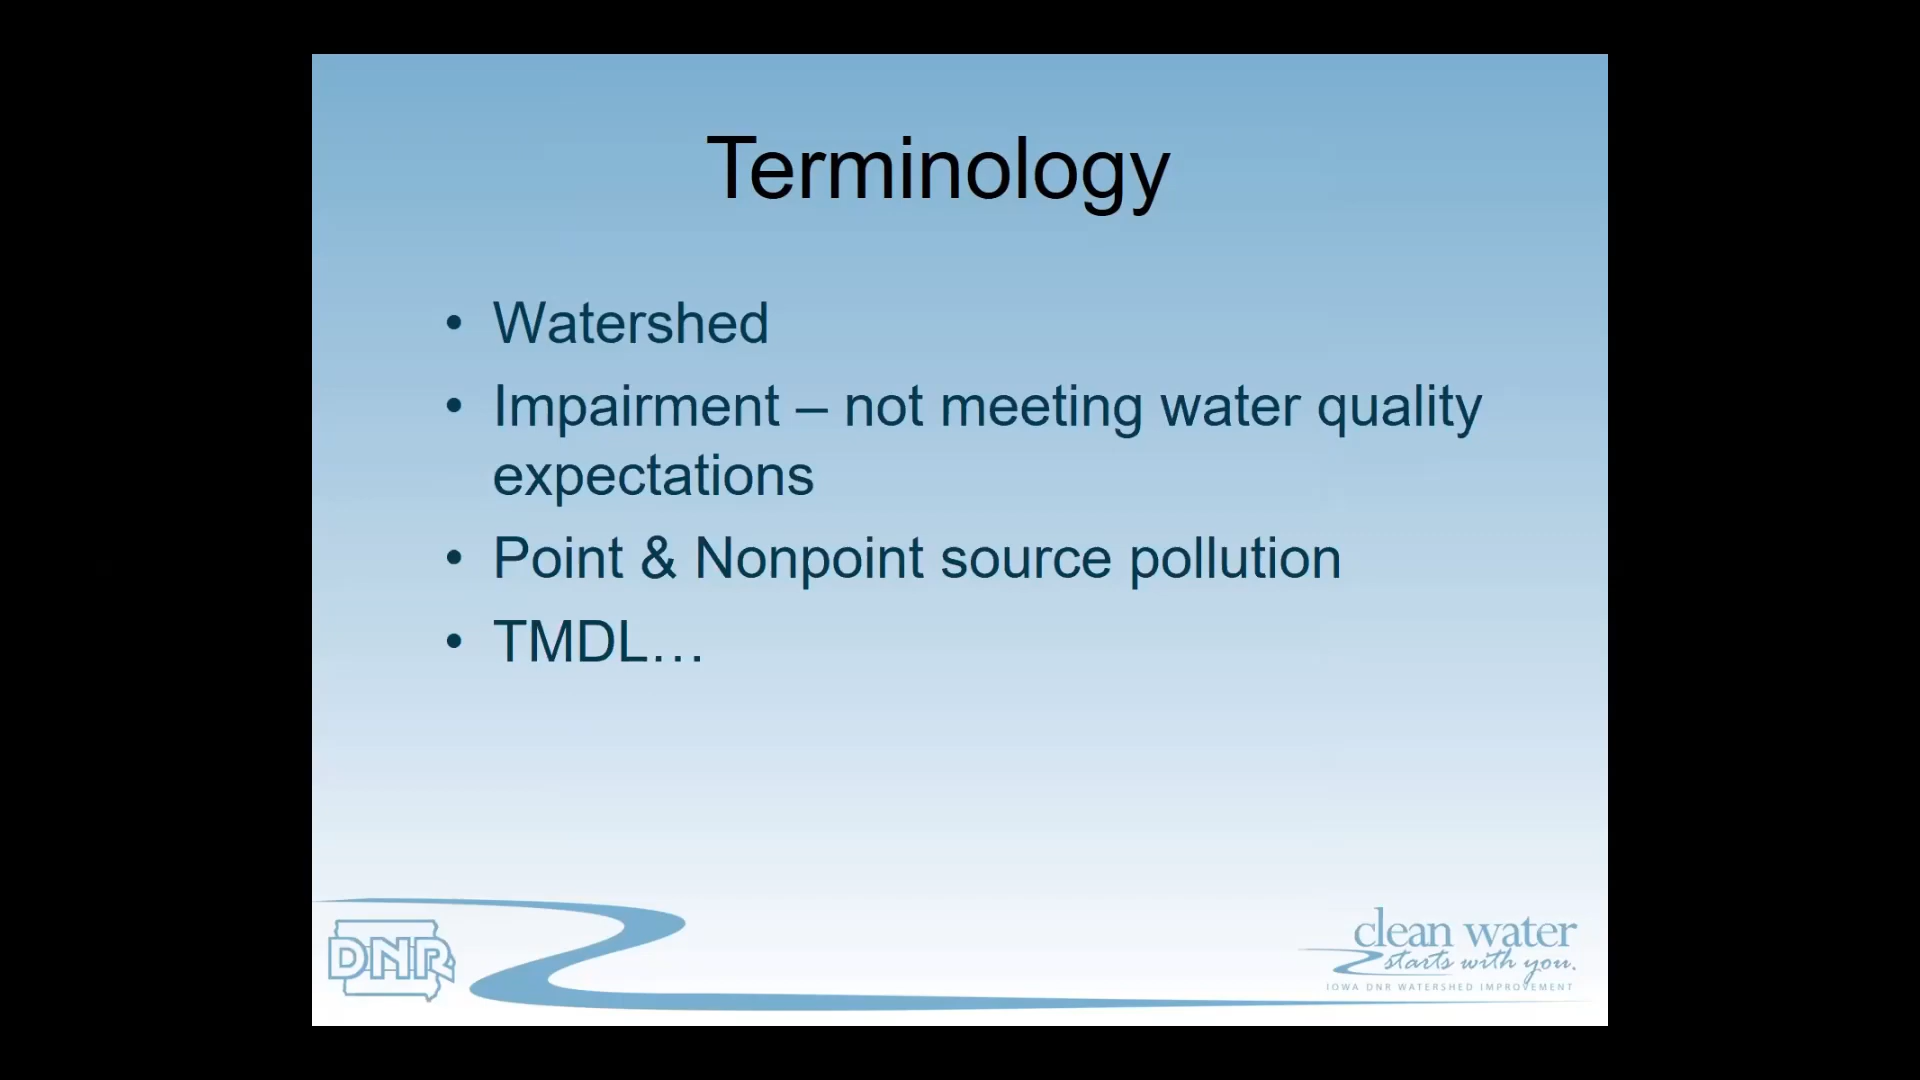 Terminology
• Watershed
• Impairment – not meeting water quality
expectations
• Point & Nonpoint source pollution
• TMDL…
DNR
clean water
starts with you.
IOWA DNR WATERSHED IMPROVEMENT